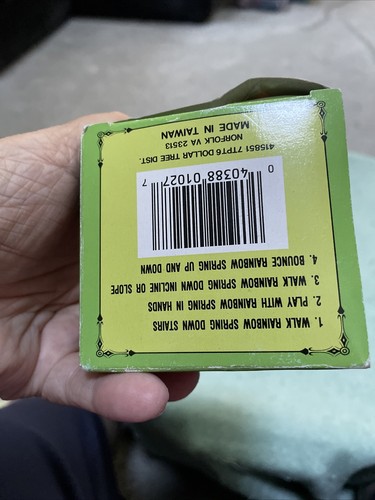 1. WALK RAINBOW SPRING DOWN STAIRS
2. PLAY WITH RAINBOW SPRING IN HANDS
3. WALK RAINBOW SPRING DOWN INCLINE OR SLOPE
4. BOUNCE RAINBOW SPRING UP AND DOWN
0 40388 01027 7
415851 7TPT6 DOLLAR TREE DIST.
NORFOLK VA 23513
MADE IN TAIWAN